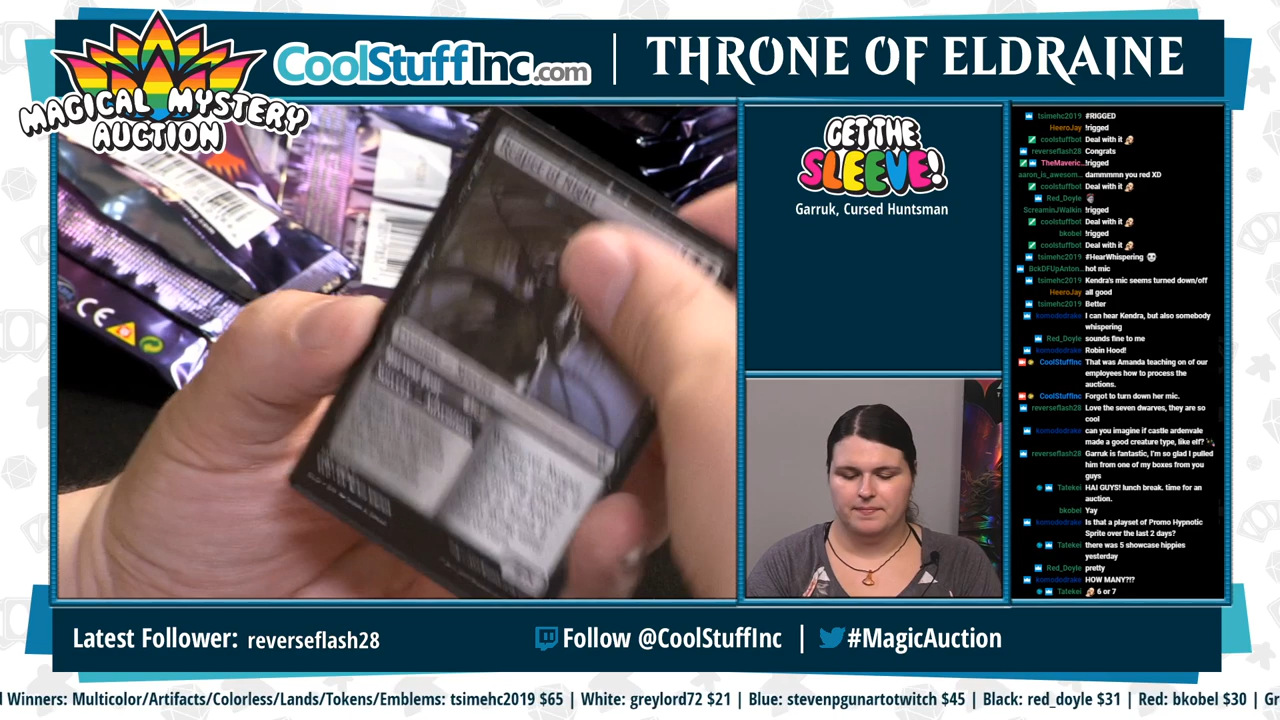 MAGICAL MYSTERY
AUCTION
COOLSTUFFINC.com
THRONE OF ELDRAINE
GET THE
SLEEVE!
Garruk, Cursed Huntsman
CE
tsimehc2019 #RIGGED
HeeroJay !rigged
coolstuffbot Deal with it
reverseflash28 Congrats
TheMaveric... !rigged
aaron_is_awesom... dammmmn you red XD
coolstuffbot Deal with it
Red_Doyle
ScreaminJWalkin !rigged
coolstuffbot Deal with it
bkobel !rigged
coolstuffbot Deal with it
tsimehc2019 #HearWhispering
BckDFUpAnton... hot mic
tsimehc2019 Kendra's mic seems turned down/off
HeeroJay all good
tsimehc2019 Better
komododrake I can hear Kendra, but also somebody
whispering
Red_Doyle sounds fine to me
komododrake Robin Hood!
CoolStuffInc That was Amanda teaching on of our
employees how to process the
auctions.
CoolStuffInc Forgot to turn down her mic.
reverseflash28 Love the seven dwarves, they are so
cool
komododrake can you imagine if castle ardenvale
made a good creature type, like elf?
reverseflash28 Garruk is fantastic, I'm so glad I pulled
him from one of my boxes from you
guys
Tatekei HAI GUYS! lunch break. time for an
auction.
bkobel Yay
komododrake Is that a playset of Promo Hypnotic
Sprite over the last 2 days?
Tatekei there was 5 showcase hippies
yesterday
Red_Doyle pretty
komododrake HOW MANY?!?
Tatekei 6 or 7
Latest Follower: reverseflash28
Follow @CoolStuffInc | #MagicAuction
Winners: Multicolor/Artifacts/Colorless/Lands/Tokens/Emblems: tsimehc2019 $65 | White: greylord72 $21 | Blue: stevenpgunartotwitch $45 | Black: red_doyle $31 | Red: bkobel $30 |